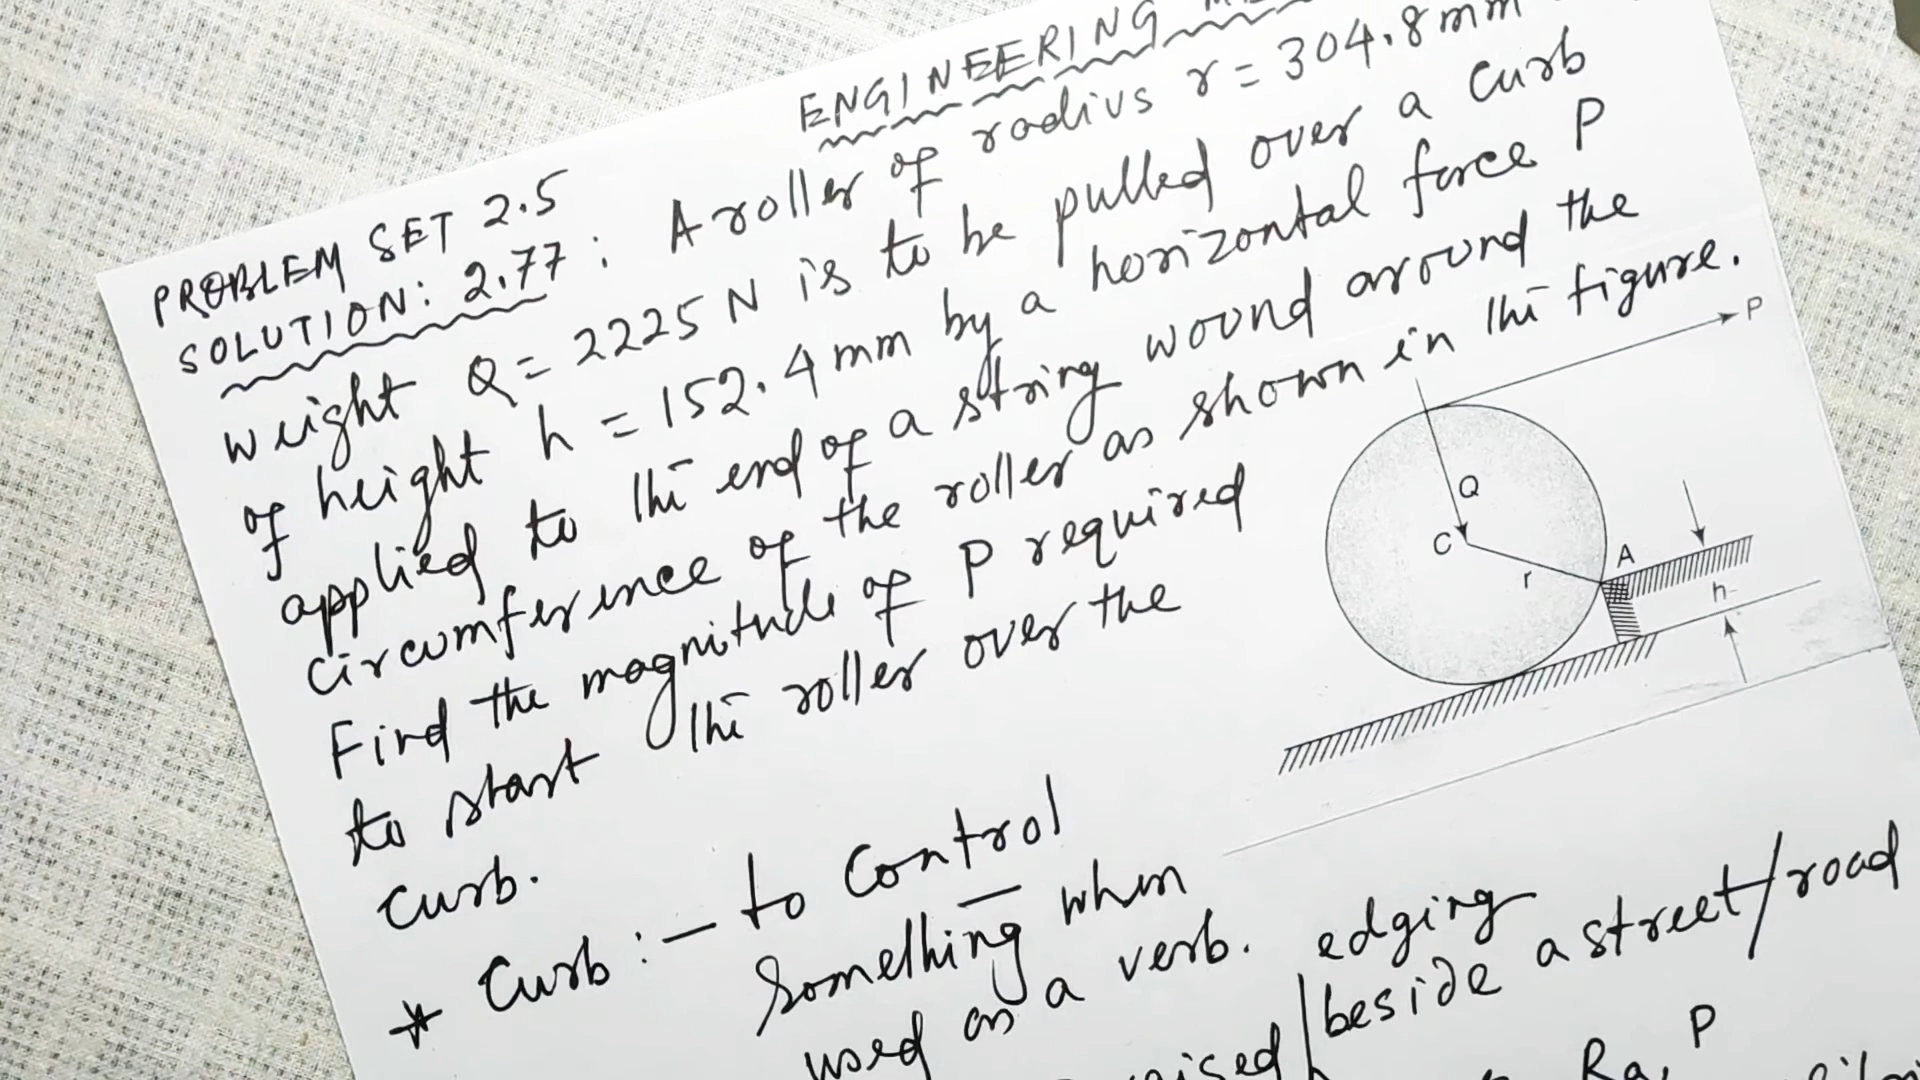 ENGINEERING
PROBLEM SET 2.5
SOLUTION: 2.77 : A roller of radius r = 304.8 mm
weight Q = 2225 N is to be pulled over a curb
of height h = 152.4 mm by a horizontal force P
applied to the end of a string wound around the
circumference of the roller as shown in the figure.
Find the magnitude of P required
to start the roller over the
curb.
P
Q
C
r
A
h
* Curb :- to control
something when
used as a verb.
edging
beside a street/road
Ra, P